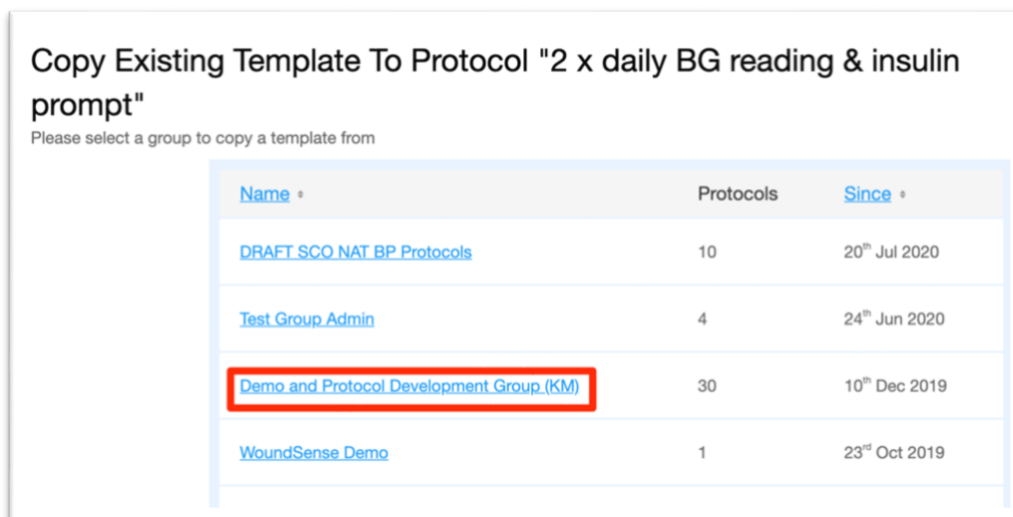 Copy Existing Template To Protocol "2 x daily BG reading & insulin
prompt"
Please select a group to copy a template from
Name Protocols Since
DRAFT SCO NAT BP Protocols 10 20th Jul 2020
Test Group Admin 4 24th Jun 2020
Demo and Protocol Development Group (KM) 30 10th Dec 2019
WoundSense Demo 1 23rd Oct 2019